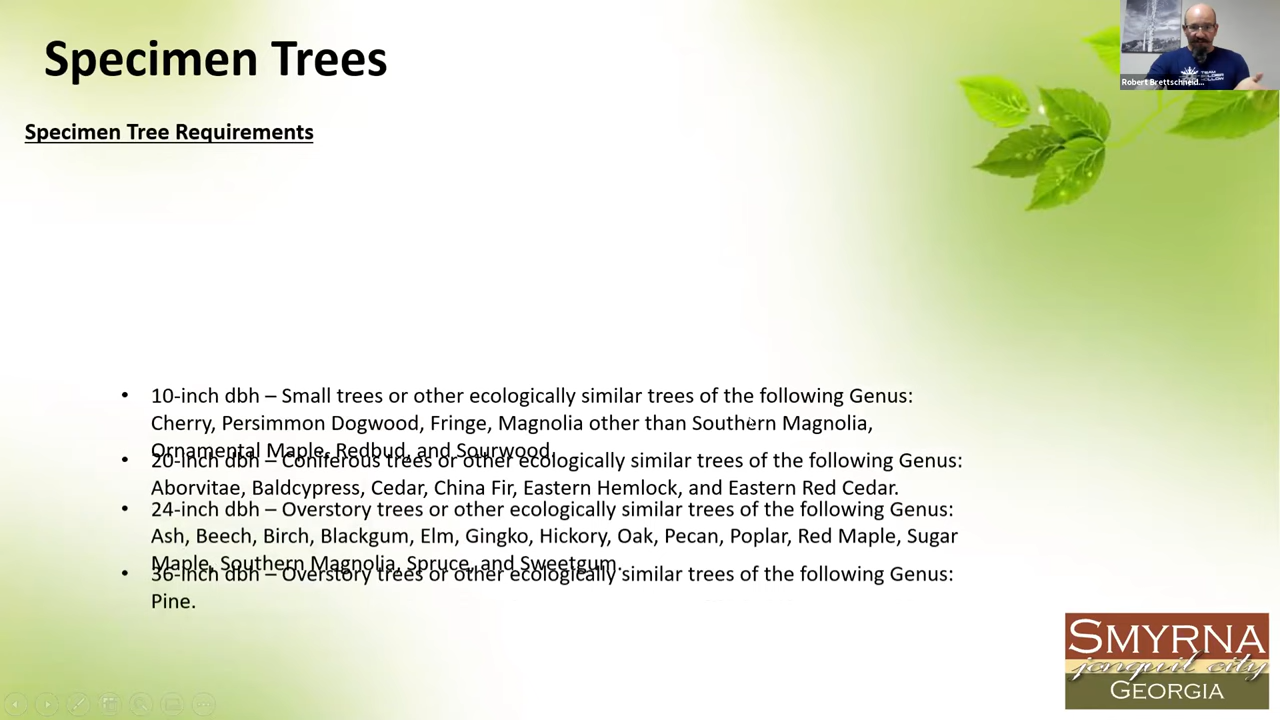 Specimen Trees
Robert Brettschneid...
Specimen Tree Requirements
• 10-inch dbh – Small trees or other ecologically similar trees of the following Genus:
Cherry, Persimmon Dogwood, Fringe, Magnolia other than Southern Magnolia,
Ornamental Maple, Redbud, and Sourwood.
• 20-inch dbh – Coniferous trees or other ecologically similar trees of the following Genus:
Aborvitae, Baldcypress, Cedar, China Fir, Eastern Hemlock, and Eastern Red Cedar.
• 24-inch dbh – Overstory trees or other ecologically similar trees of the following Genus:
Ash, Beech, Birch, Blackgum, Elm, Gingko, Hickory, Oak, Pecan, Poplar, Red Maple, Sugar
Maple, Southern Magnolia, Spruce, and Sweetgum.
• 36-inch dbh – Overstory trees or other ecologically similar trees of the following Genus:
Pine.
SMYRNA
jonquil city
GEORGIA